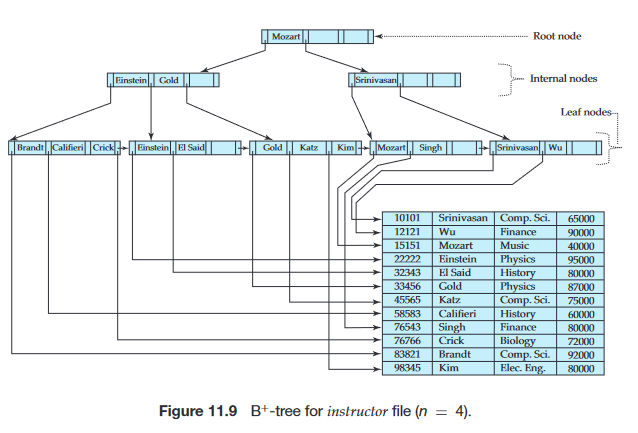 Mozart
Root node
Einstein Gold
Srinivasan
Internal nodes
Leaf nodes
Brandt Califieri Crick Einstein El Said Gold Katz Kim Mozart Singh Srinivasan Wu
10101 Srinivasan Comp. Sci. 65000
12121 Wu Finance 90000
15151 Mozart Music 40000
22222 Einstein Physics 95000
32343 El Said History 80000
33456 Gold Physics 87000
45565 Katz Comp. Sci. 75000
58583 Califieri History 60000
76543 Singh Finance 80000
76766 Crick Biology 72000
83821 Brandt Comp. Sci. 92000
98345 Kim Elec. Eng. 80000
Figure 11.9 B+-tree for instructor file (n = 4).